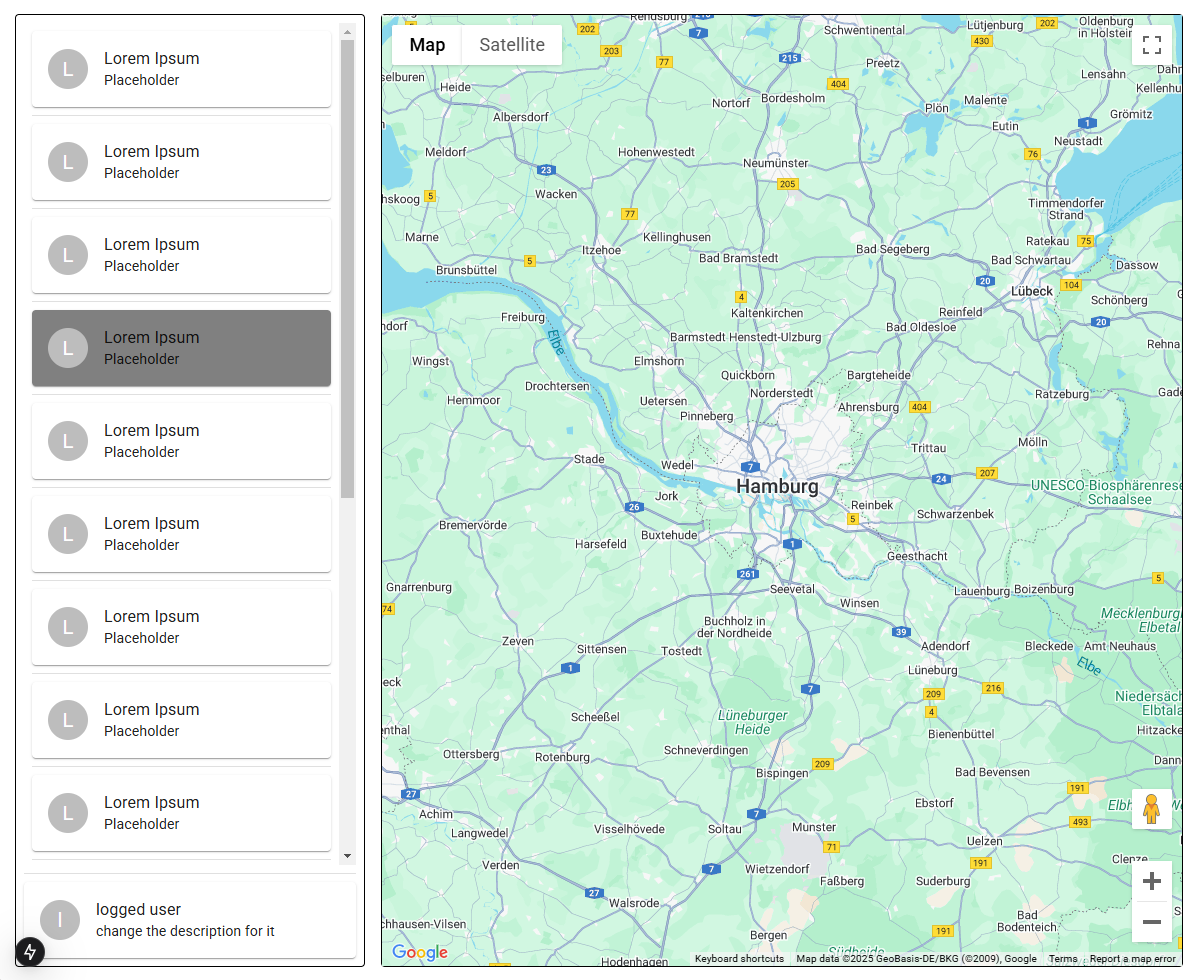 L
Lorem Ipsum
Placeholder
L
Lorem Ipsum
Placeholder
L
Lorem Ipsum
Placeholder
L
Lorem Ipsum
Placeholder
L
Lorem Ipsum
Placeholder
L
Lorem Ipsum
Placeholder
L
Lorem Ipsum
Placeholder
L
Lorem Ipsum
Placeholder
L
Lorem Ipsum
Placeholder
l
logged user
change the description for it
Map Satellite
Rendsburg
202
7
203
77
215
Schwentinental
430
Lütjenburg
202
Oldenburg
in Holstein
selburen
Heide
Preetz
404
Lensahn
Dahn
Kellenhu
Albersdorf
Nortorf
Bordesholm
Plön
Malente
Grömitz
Eutin
1
Neustadt
Meldorf
23
Hohenwestedt
Neumünster
76
205
hskoog
5
Wacken
77
Timmendorfer
Strand
Marne
Itzehoe
Kellinghusen
Bad Segeberg
Ratekau
75
Brunsbüttel
5
Bad Bramstedt
Bad Schwartau
Dassow
20
Lübeck
104
Schönberg
4
Kaltenkirchen
Reinfeld
20
ndorf
Freiburg
Elbe
Barmstedt
Henstedt-Ulzburg
Bad Oldesloe
Rehna
Wingst
Elmshorn
Quickborn
Bargteheide
Drochtersen
Norderstedt
Ratzeburg
Gade
Hemmoor
Uetersen
Pinneberg
Ahrensburg
404
Stade
Wedel
7
Trittau
Mölln
Hamburg
24
207
UNESCO-Biosphärenrese
Schaalsee
Jork
26
Reinbek
5
Schwarzenbek
Bremervörde
Buxtehude
Harsefeld
1
Geesthacht
261
5
Gnarrenburg
Seevetal
Lauenburg
Boizenburg
74
Winsen
Mecklenburg
Elbetal
Buchholz in
der Nordheide
39
Zeven
Sittensen
Tostedt
Adendorf
Bleckede
Amt Neuhaus
1
Lüneburg
Elbe
eck
7
209
216
Niedersäch
Elbtala
4
Scheeßel
Lüneburger
Heide
Bienenbüttel
Hitzacke
enthal
Ottersberg
Rotenburg
Schneverdingen
209
Bispingen
Bad Bevensen
Dann
27
191
Achim
7
Ebstorf
Langwedel
Visselhövede
Soltau
Munster
493
71
Uelzen
Verden
7
Wietzendorf
191
Clenze
Faßberg
Suderburg
27
Walsrode
Bad
Bodenteich
chhausen-Vilsen
Bergen
191
Südheide
Hodenhagen
Google
Keyboard shortcuts Map data ©2025 GeoBasis-DE/BKG (©2009), Google Terms Report a map error